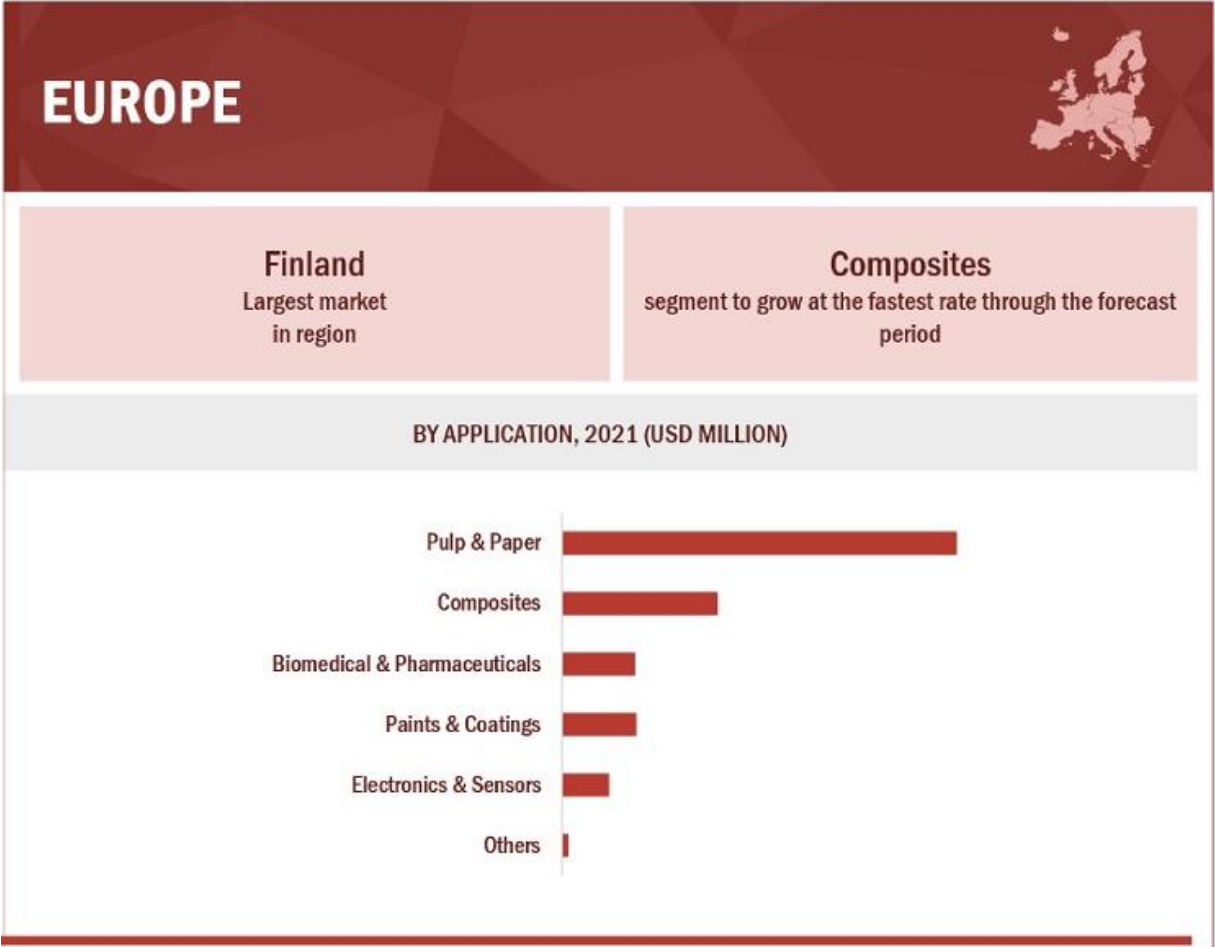 EUROPE
Finland
Largest market
in region
Composites
segment to grow at the fastest rate through the forecast
period
BY APPLICATION, 2021 (USD MILLION)
Pulp & Paper
Composites
Biomedical & Pharmaceuticals
Paints & Coatings
Electronics & Sensors
Others